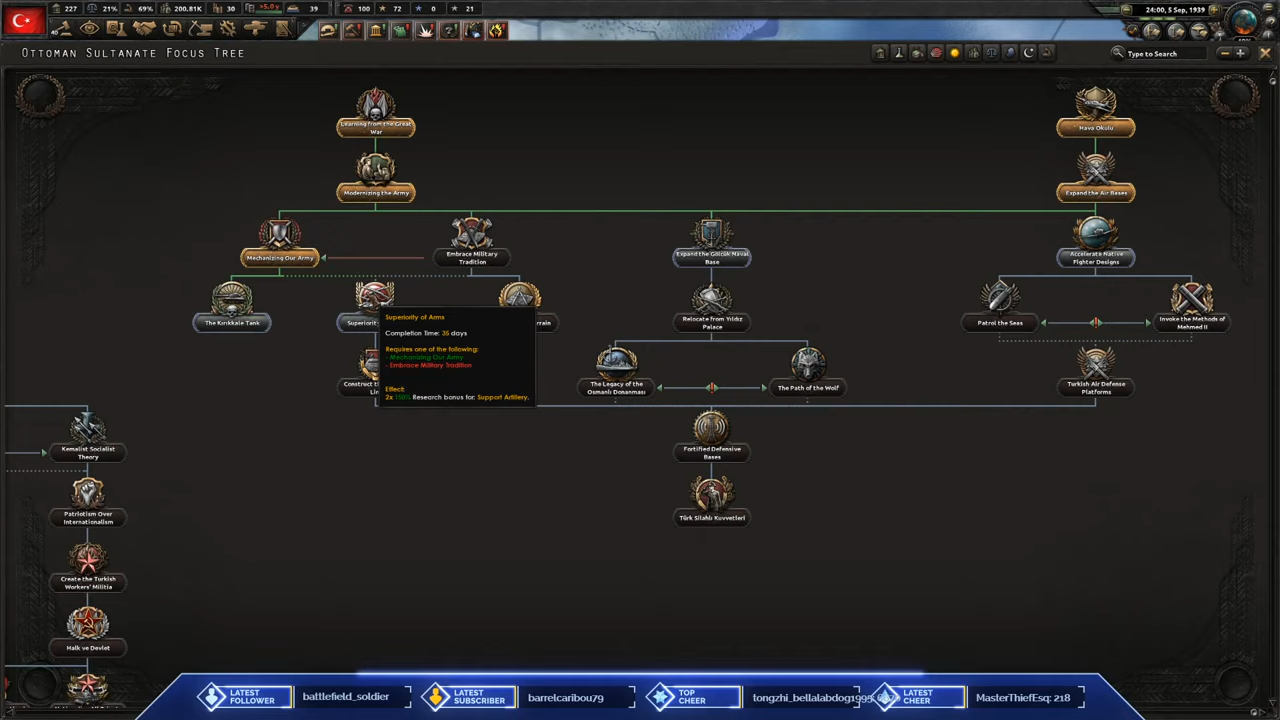 227
21%
69%
200.81K
30
>5.0 y
39
100
72
0
21
24:00, 5 Sep, 1939
40
Ottoman Sultanate Focus Tree
Type to Search
Learning from the Great
War
Hava Okulu
Modernizing the Army
Expand the Air Bases
Mechanizing Our Army
Embrace Military
Tradition
Expand the Gölcük Naval
Base
Accelerate Native
Fighter Designs
The Kırıkkale Tank
Superiority
Relocate from Yıldız
Palace
Patrol the Seas
Invoke the Methods of
Mehmed II
Superiority of Arms
Completion Time: 35 days
Requires one of the following:
- Mechanizing Our Army
- Embrace Military Tradition
Effect:
2x 150% Research bonus for: Support Artillery.
Construct th
Lin
The Legacy of the
Osmanlı Donanması
The Path of the Wolf
Turkish Air Defense
Platforms
Kemalist Socialist
Theory
Fortified Defensive
Bases
Patriotism Over
Internationalism
Türk Silahlı Kuvvetleri
Create the Turkish
Workers' Militia
Halk ve Devlet
LATEST
FOLLOWER
battlefield_soldier
LATEST
SUBSCRIBER
barrelcaribou79
TOP
CHEER
LATEST
CHEER
MasterThiefEsq: 218